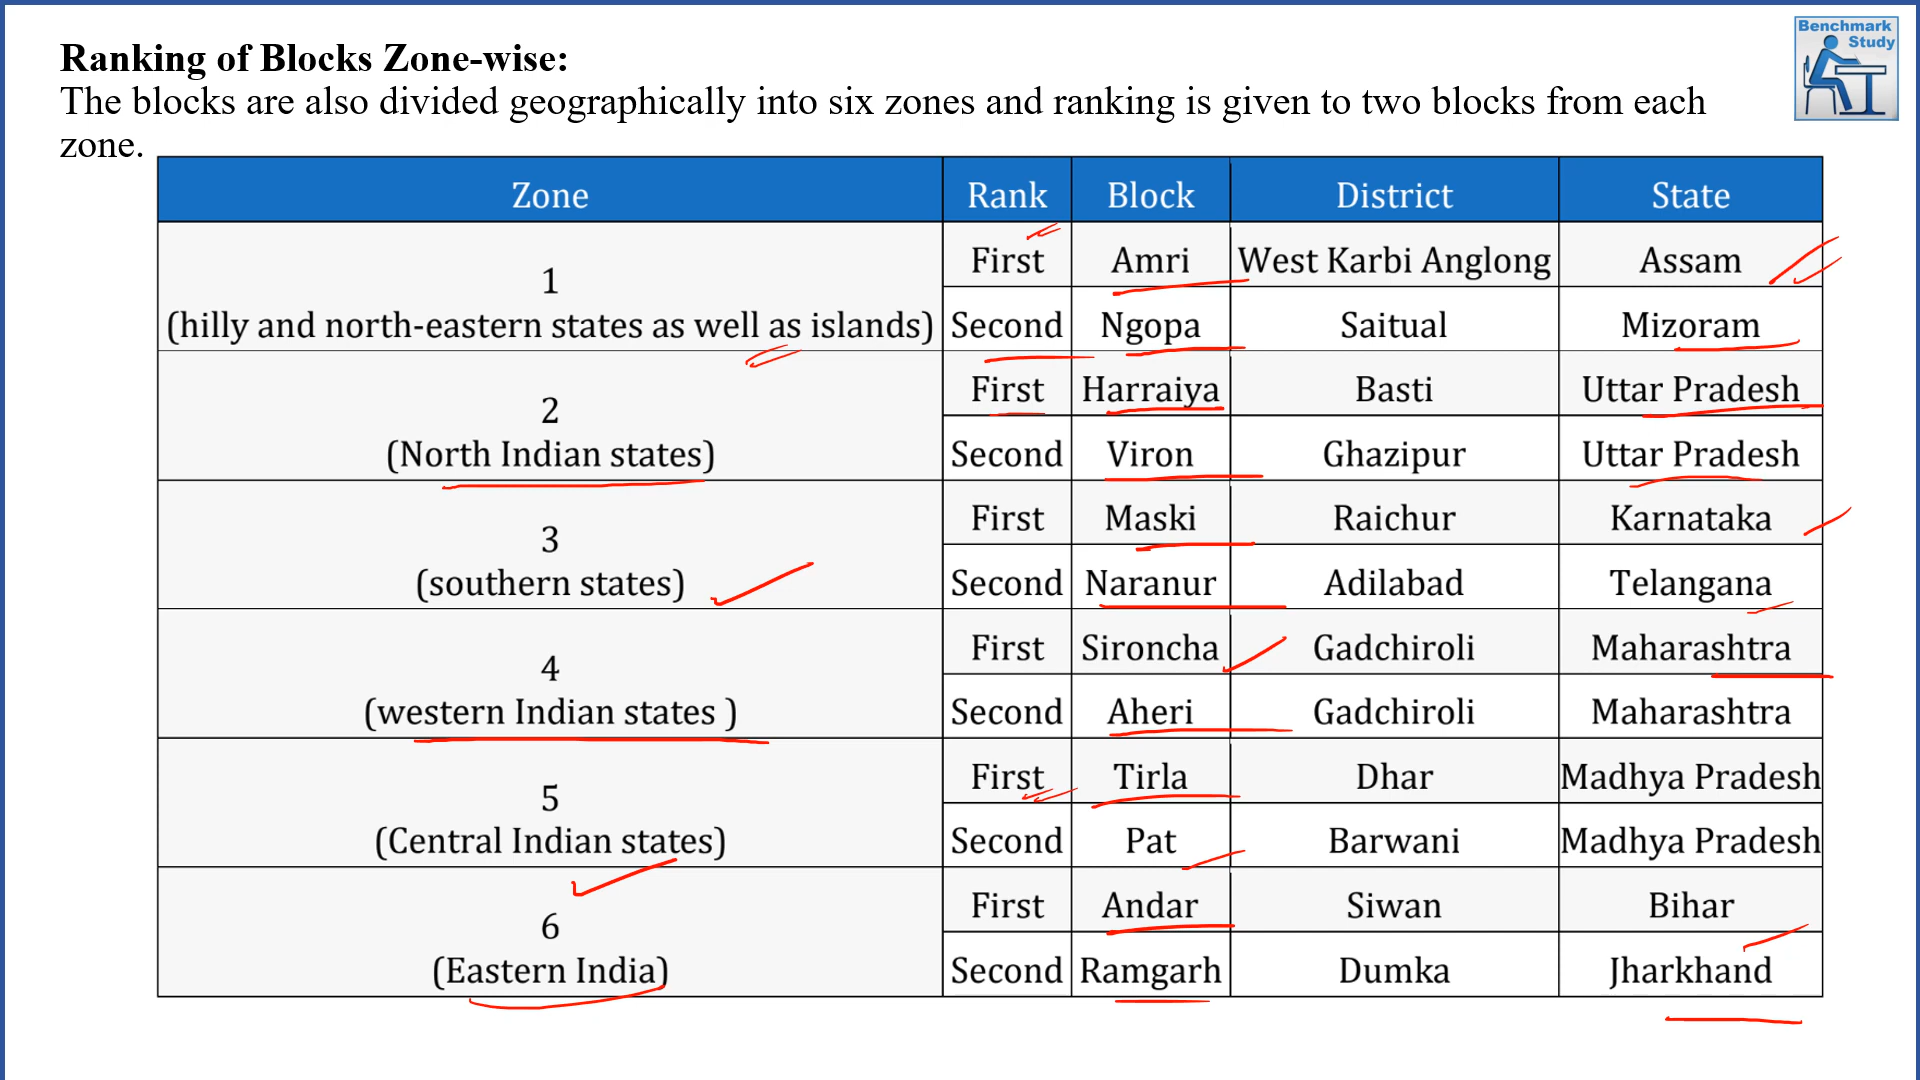 Benchmark
Study
Ranking of Blocks Zone-wise:
The blocks are also divided geographically into six zones and ranking is given to two blocks from each
zone.
Zone Rank Block District State
1
(hilly and north-eastern states as well as islands)
First Amri West Karbi Anglong Assam
Second Ngopa Saitual Mizoram
2
(North Indian states)
First Harraiya Basti Uttar Pradesh
Second Viron Ghazipur Uttar Pradesh
3
(southern states)
First Maski Raichur Karnataka
Second Naranur Adilabad Telangana
4
(western Indian states )
First Sironcha Gadchiroli Maharashtra
Second Aheri Gadchiroli Maharashtra
5
(Central Indian states)
First Tirla Dhar Madhya Pradesh
Second Pat Barwani Madhya Pradesh
6
(Eastern India)
First Andar Siwan Bihar
Second Ramgarh Dumka Jharkhand